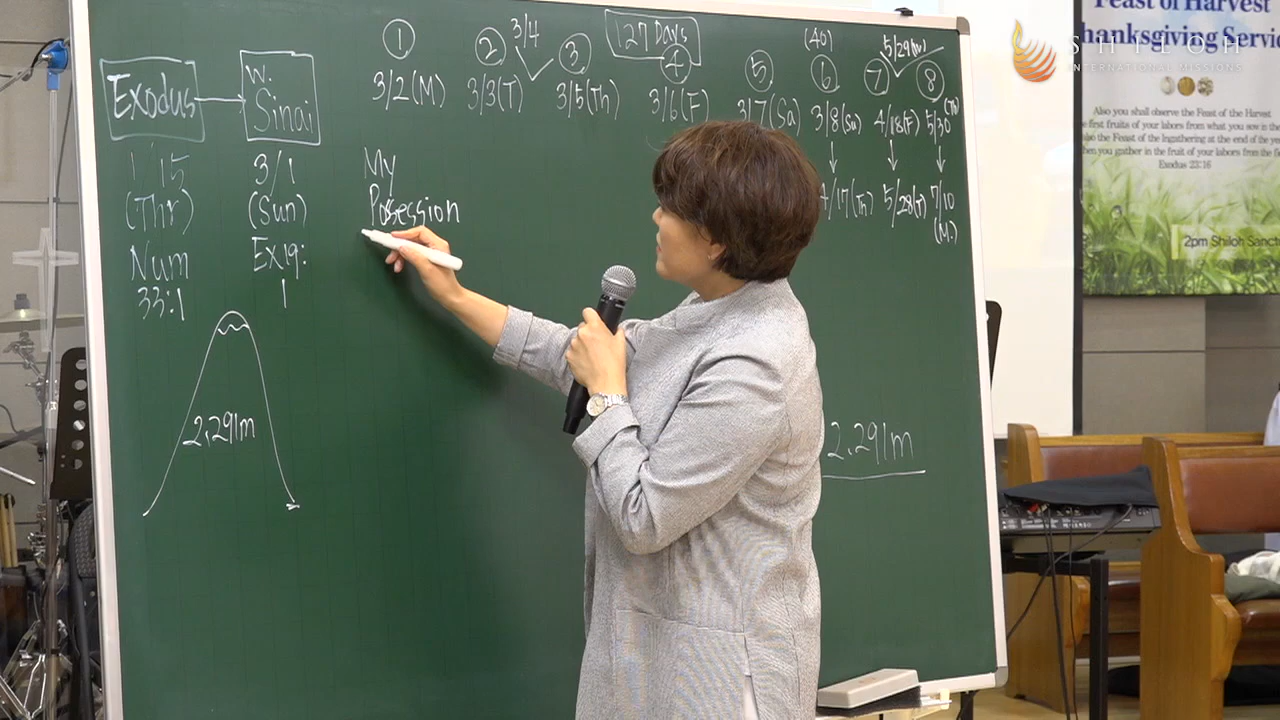 Exodus
W.
Sinai
1 15
(Thr)
Num
33:1
3/1
(Sun)
Ex19:
1
2,291m
127 Days
①
3/2(M)
②
3/3(T)
3/4
③
3/5(Th)
④
3/6(F)
⑤
3/7(Sa)
(40)
⑥
3/8(Su)
↓
4/17(Th)
5/29(W)
⑦
4/18(F)
↓
5/28(T)
⑧
5/30(Th)
↓
7/10
(M.)
My
Possession
2.291m
SHILOH
INTERNATIONAL MISSIONS
Feast of Harvest
Thanksgiving Servic
Also you shall observe the Feast of the Harvest
e first fruits of your labors from what you sow in the
so the Feast of the Ingathering at the end of the ye
hen you gather in the fruit of your labors from the fie
Exodus 23:16
2pm Shiloh Sanct